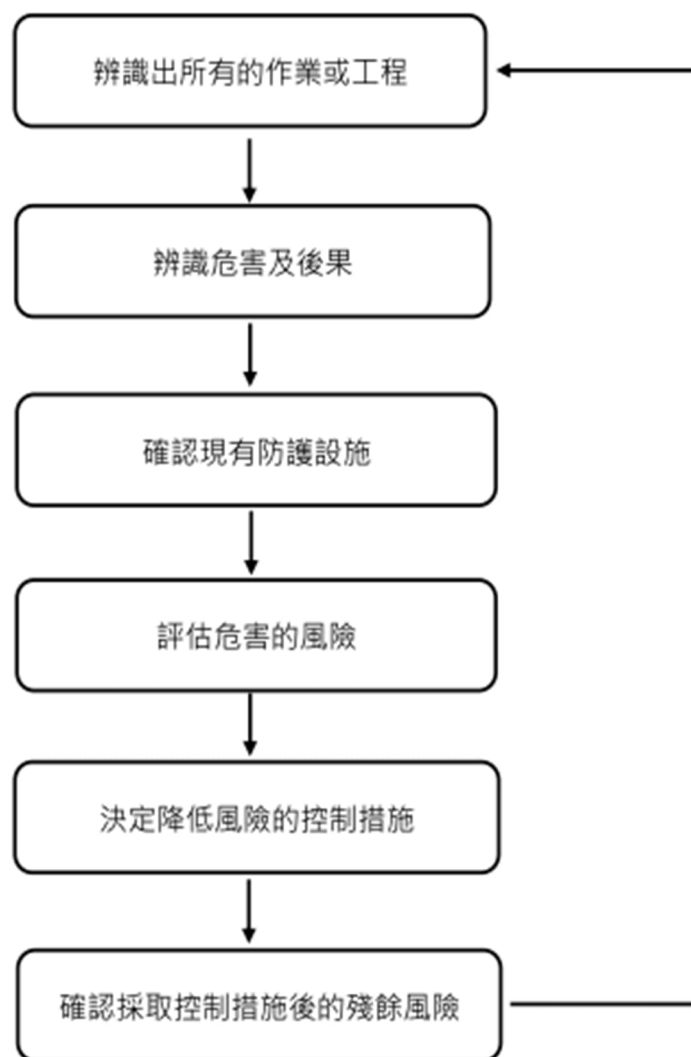 辨識出所有的作業或工程
辨識危害及後果
確認現有防護設施
評估危害的風險
決定降低風險的控制措施
確認採取控制措施後的殘餘風險